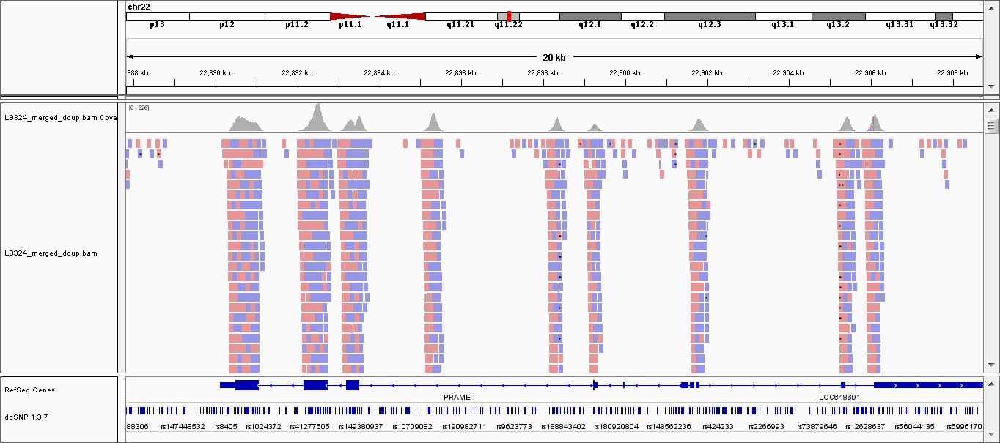 chr22
p13 p12 p11.2 p11.1 q11.1 q11.21 q11.22 q12.1 q12.2 q12.3 q13.1 q13.2 q13.31 q13.32
20 kb
888 kb 22,890 kb 22,892 kb 22,894 kb 22,896 kb 22,898 kb 22,900 kb 22,902 kb 22,904 kb 22,906 kb 22,908 kb
[0 - 326]
LB324_merged_ddup.bam Cove
LB324_merged_ddup.bam
RefSeq Genes
PRAME LOC648691
dbSNP 1.3.7
88306 rs147448532 rs8405 rs1024372 rs41277505 rs149380937 rs10709082 rs190982711 rs9623773 rs188843402 rs180920804 rs148562236 rs424233 rs2266993 rs73879646 rs12628637 rs56044135 rs5996170